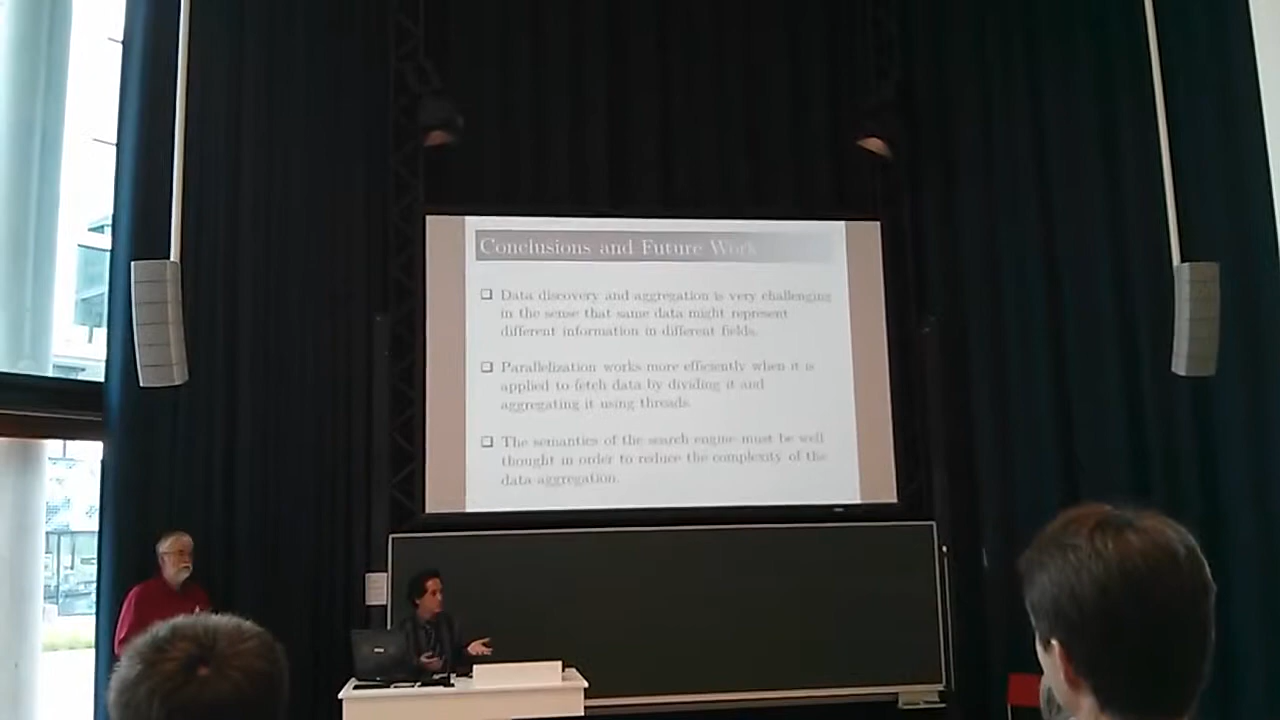 Conclusions and Future Work
Data discovery and aggregation is very challenging
in the sense that same data might represent
different information in different fields.
Parallelization works more efficiently when it is
applied to fetch data by dividing it and
aggregating it using threads.
The semantics of the search engine must be well
thought in order to reduce the complexity of the
data aggregation.